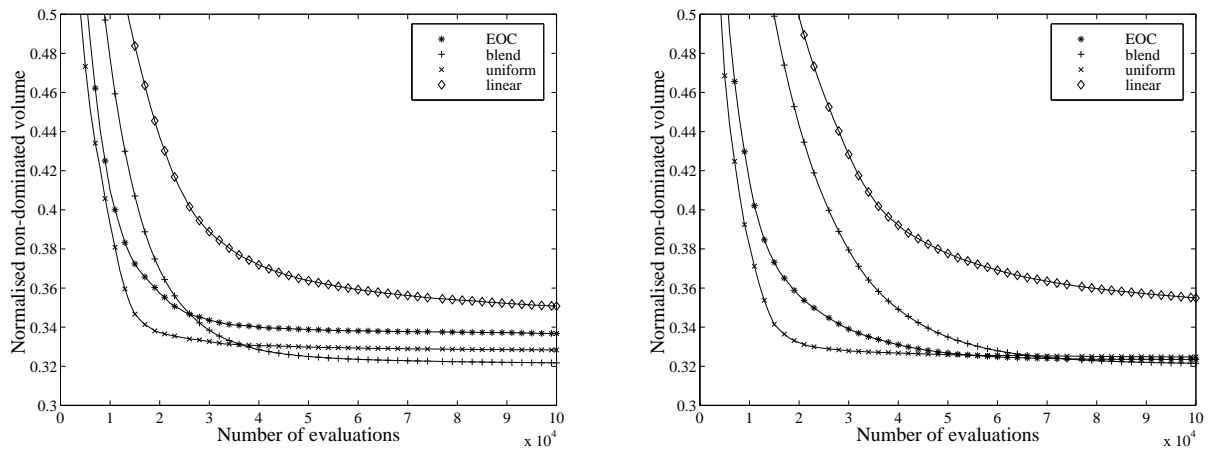 0.5
0.48
0.46
0.44
0.42
0.4
0.38
0.36
0.34
0.32
0.3
Normalised non-dominated volume
EOC
blend
uniform
linear
0 1 2 3 4 5 6 7 8 9 10
Number of evaluations
x 10^4
0.5
0.48
0.46
0.44
0.42
0.4
0.38
0.36
0.34
0.32
0.3
Normalised non-dominated volume
EOC
blend
uniform
linear
0 1 2 3 4 5 6 7 8 9 10
Number of evaluations
x 10^4